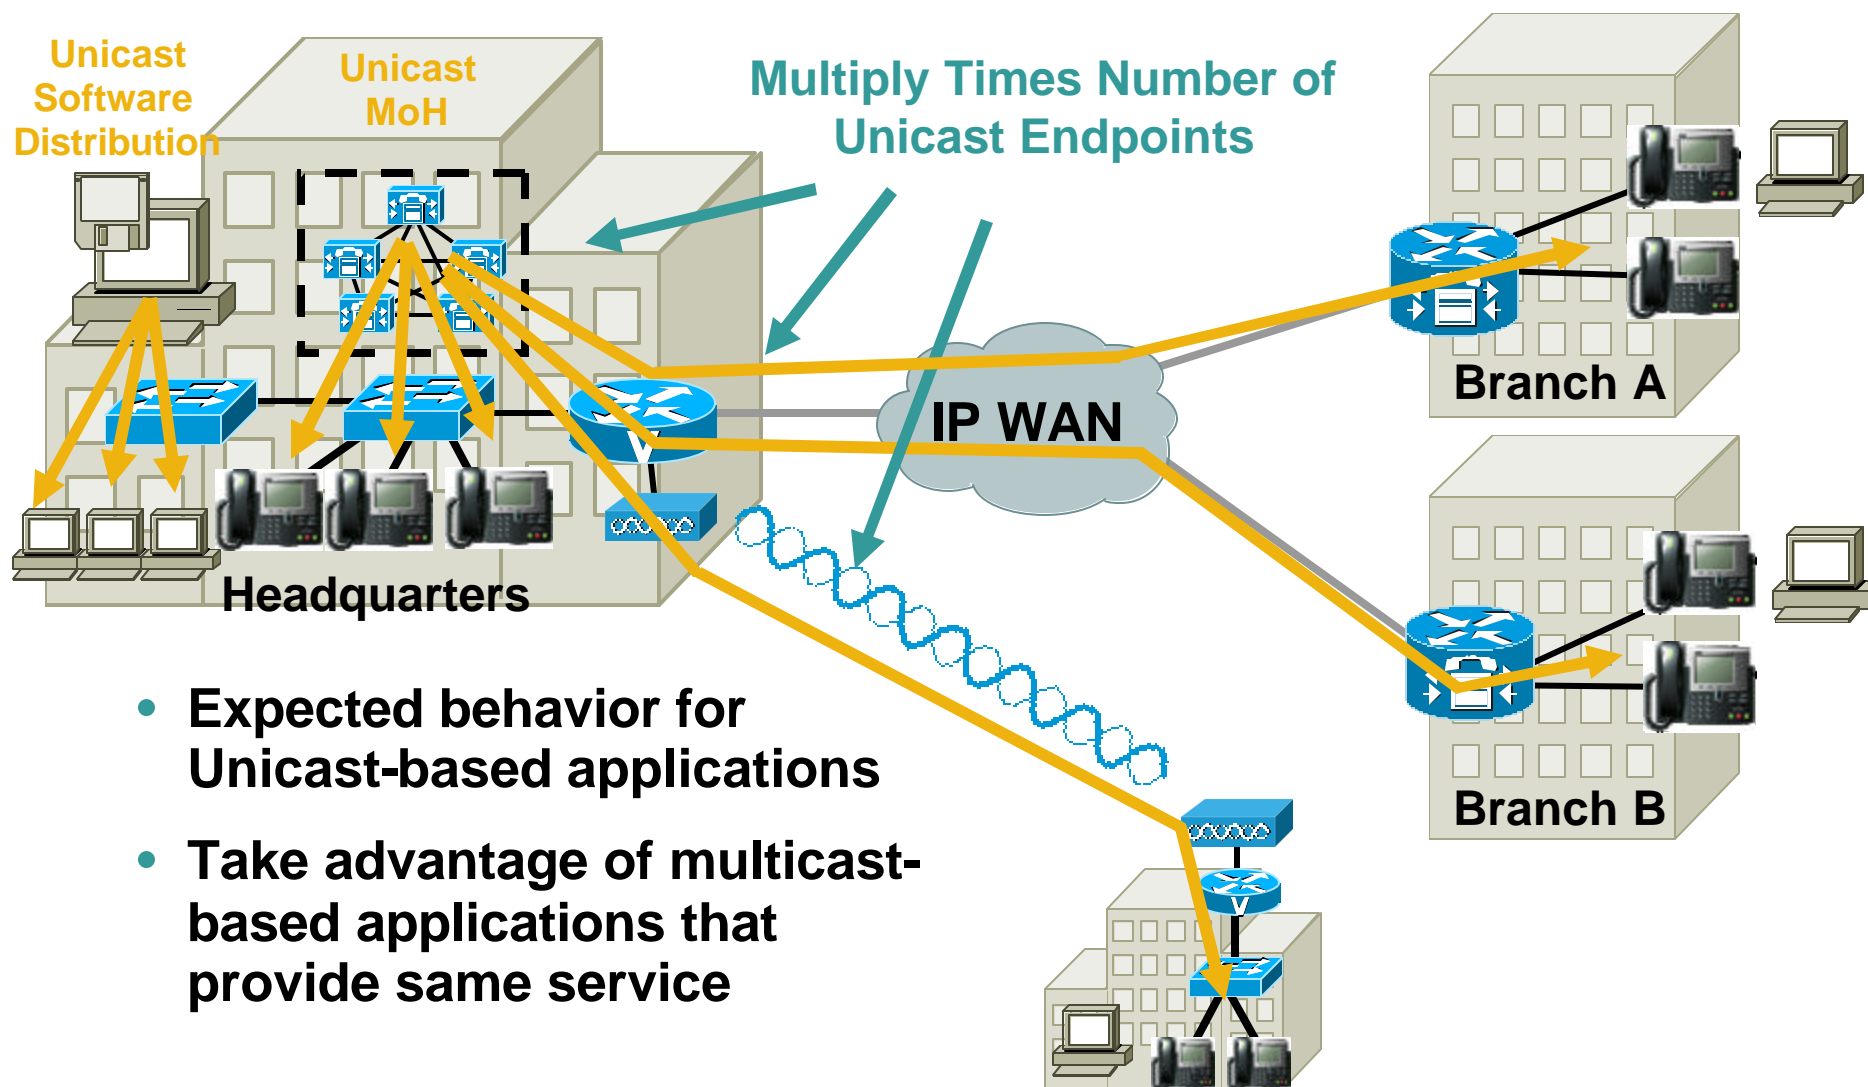 Unicast
Software
Distribution
Unicast
MoH
Multiply Times Number of
Unicast Endpoints
IP WAN
Branch A
Headquarters
V
Branch B
• Expected behavior for
Unicast-based applications
• Take advantage of multicast-
based applications that
provide same service
V